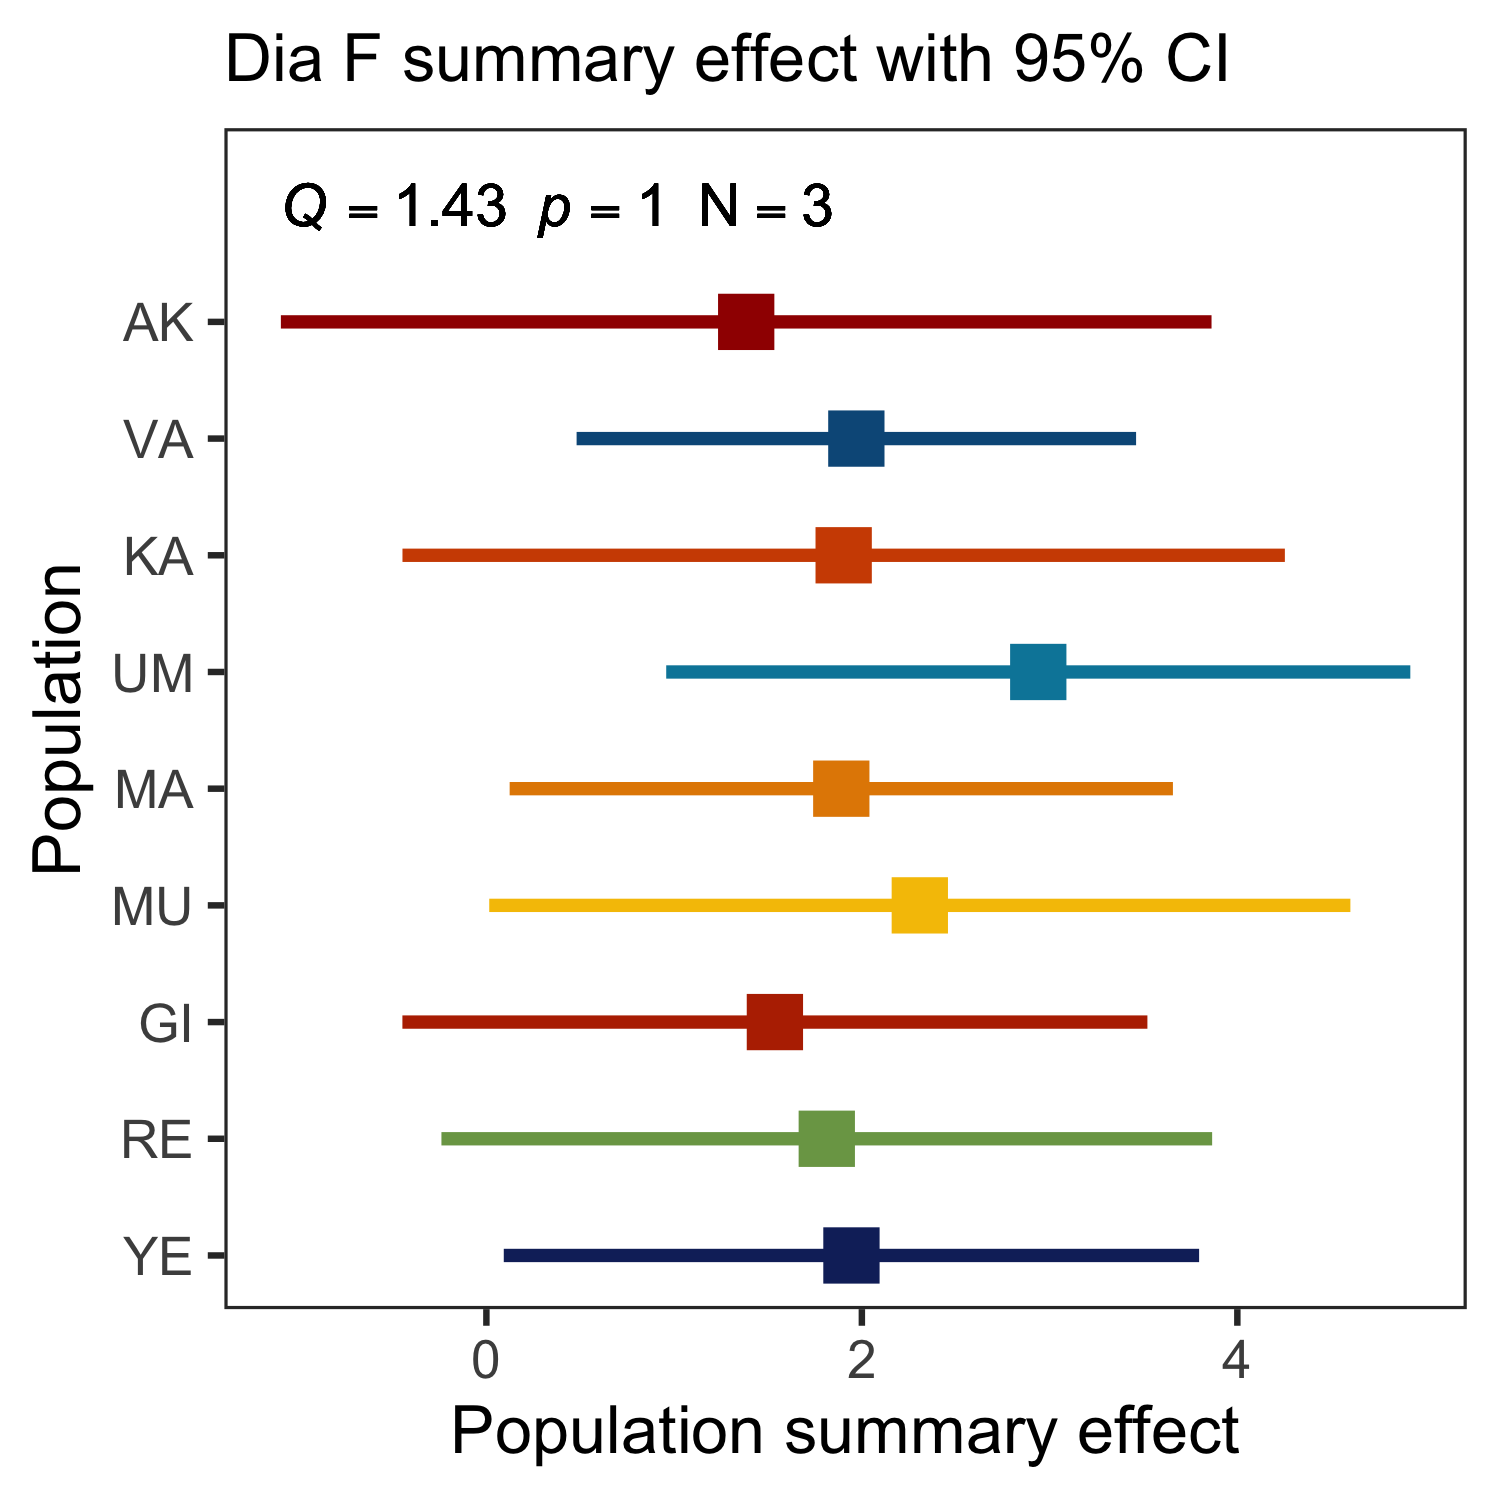 Dia F summary effect with 95% CI
Q = 1.43 p = 1 N = 3
AK
VA
KA
UM
MA
MU
GI
RE
YE
Population
0 2 4
Population summary effect